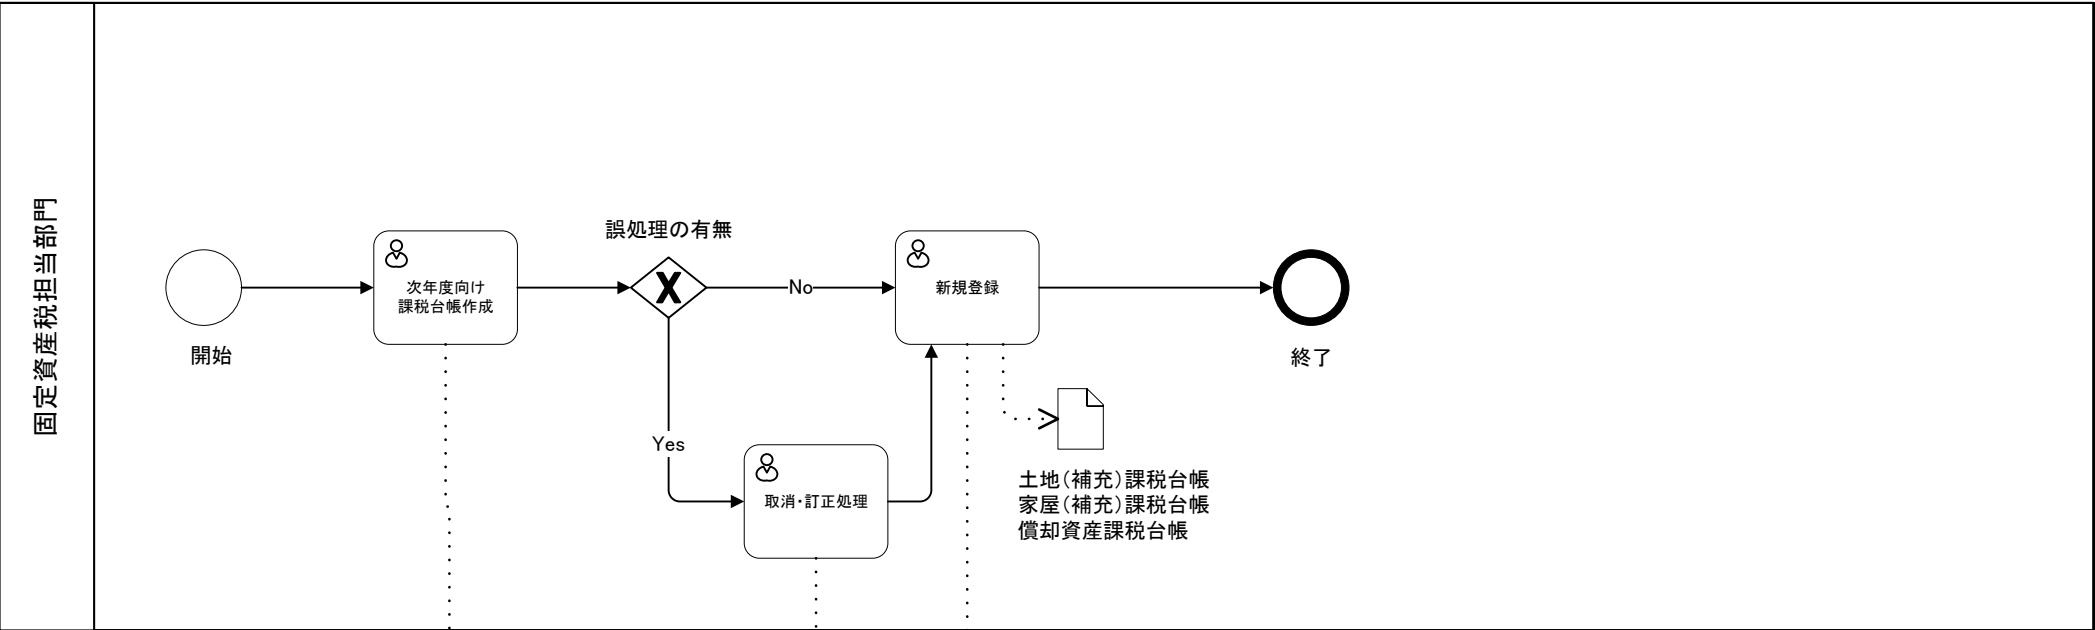 固定資産税担当部門
開始
次年度向け
課税台帳作成
誤処理の有無
No
Yes
取消・訂正処理
新規登録
土地（補充）課税台帳
家屋（補充）課税台帳
償却資産課税台帳
終了